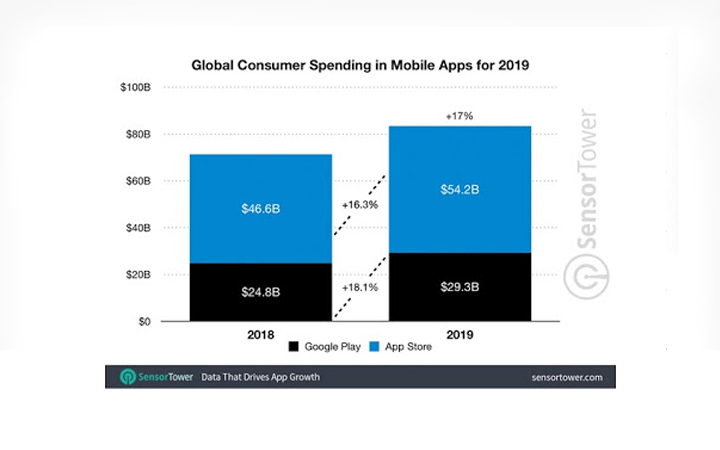 Global Consumer Spending in Mobile Apps for 2019
$100B
+17%
$80B
$60B
$46.6B
+16.3%
$54.2B
$40B
$20B
$24.8B
+18.1%
$29.3B
$0
2018
2019
Google Play
App Store
SensorTower
SensorTower Data That Drives App Growth
sensortower.com